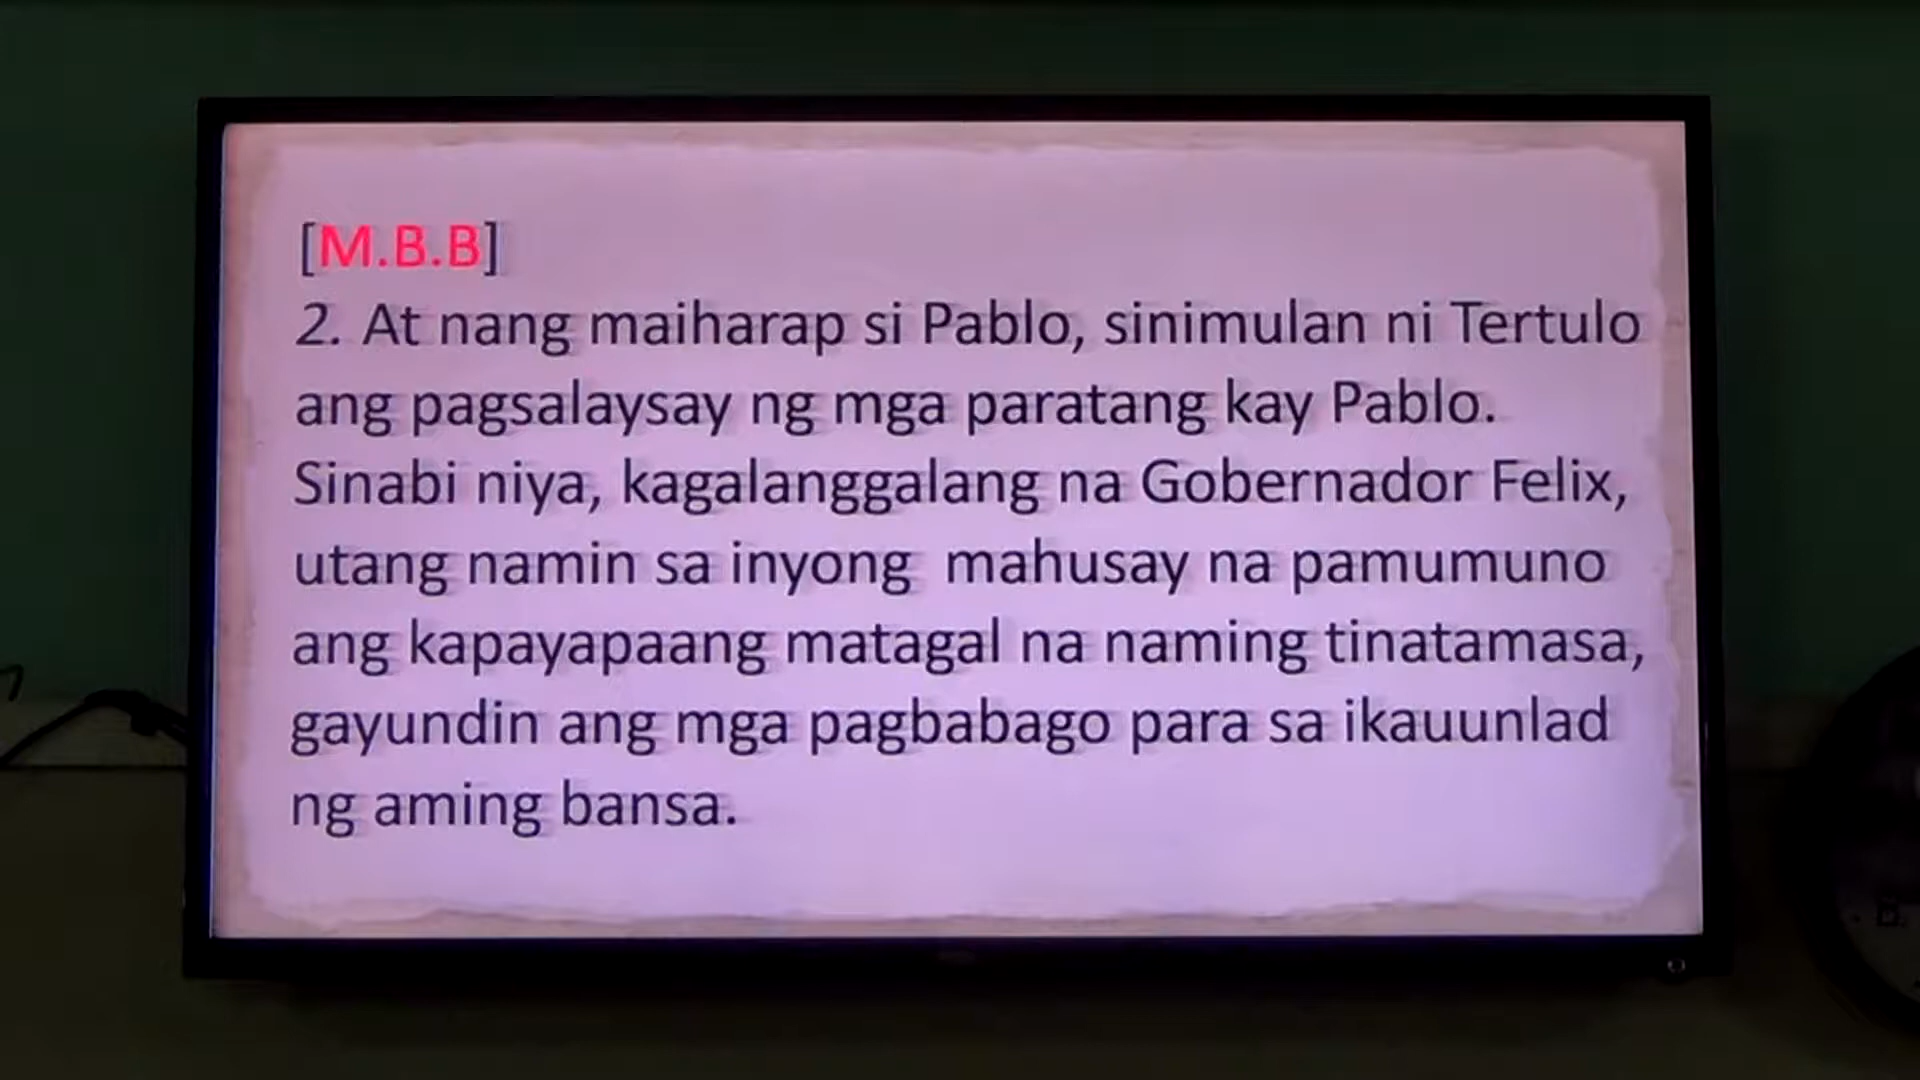 [M.B.B]
2. At nang maiharap si Pablo, sinimulan ni Tertulo
ang pagsalaysay ng mga paratang kay Pablo.
Sinabi niya, kagalanggalang na Gobernador Felix,
utang namin sa inyong mahusay na pamumuno
ang kapayapaang matagal na naming tinatamasa,
gayundin ang mga pagbabago para sa ikauunlad
ng aming bansa.